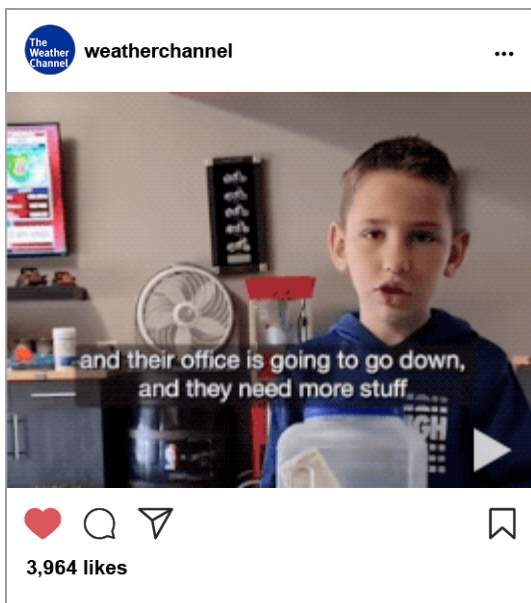 The
Weather
Channel
weatherchannel
and their office is going to go down,
and they need more stuff
GH
3,964 likes